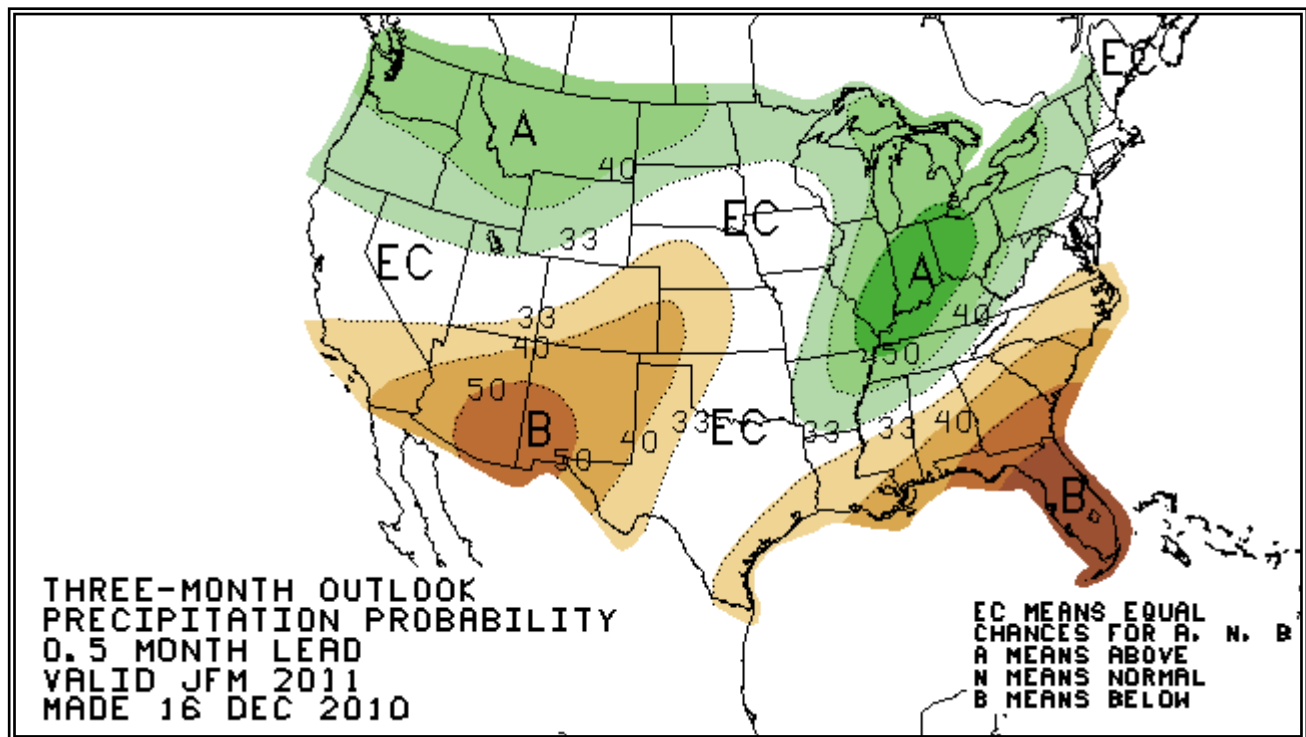 EC
A
40
EC
33
EC
A
33
40
40
50
50
B
33
EC
40
50
33
33
40
B
THREE-MONTH OUTLOOK
PRECIPITATION PROBABILITY
0.5 MONTH LEAD
VALID JFM 2011
MADE 16 DEC 2010
EC MEANS EQUAL
CHANCES FOR A, N, B
A MEANS ABOVE
N MEANS NORMAL
B MEANS BELOW